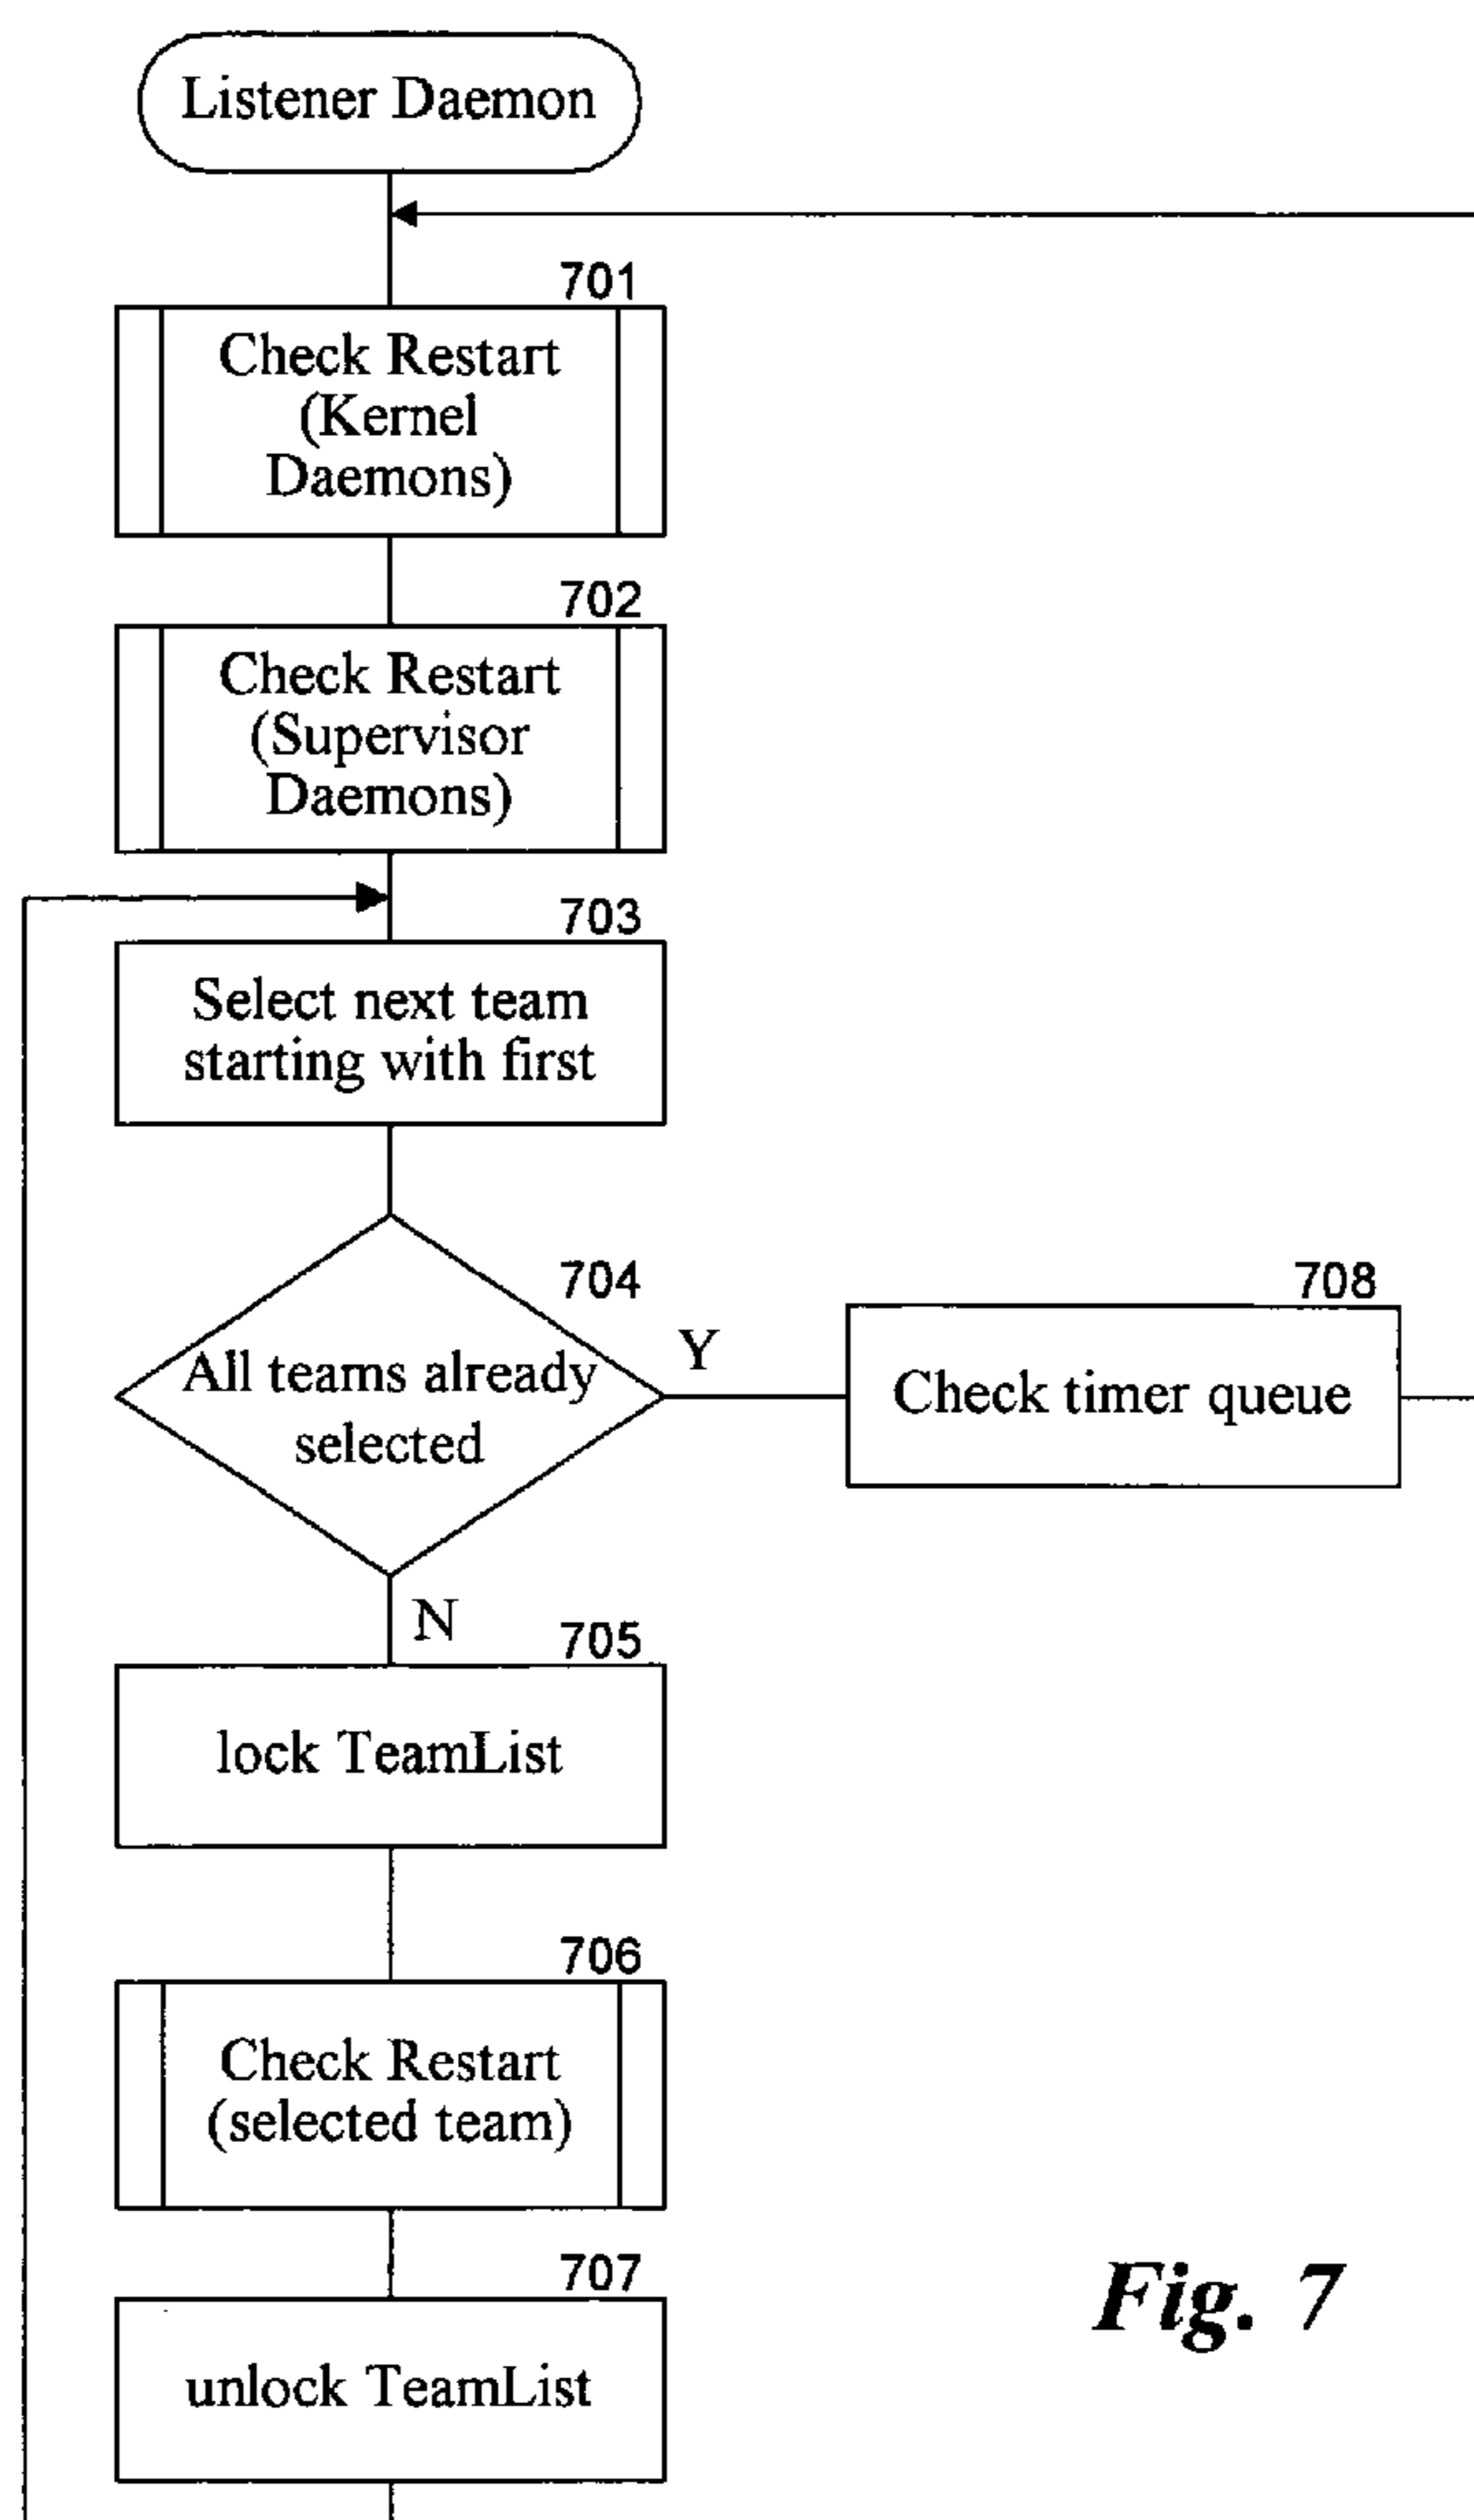 Listener Daemon
701
Check Restart
(Kernel
Daemons)
702
Check Restart
(Supervisor
Daemons)
703
Select next team
starting with first
704
All teams already
selected
Y
708
Check timer queue
N
705
lock TeamList
706
Check Restart
(selected team)
707
unlock TeamList
Fig. 7